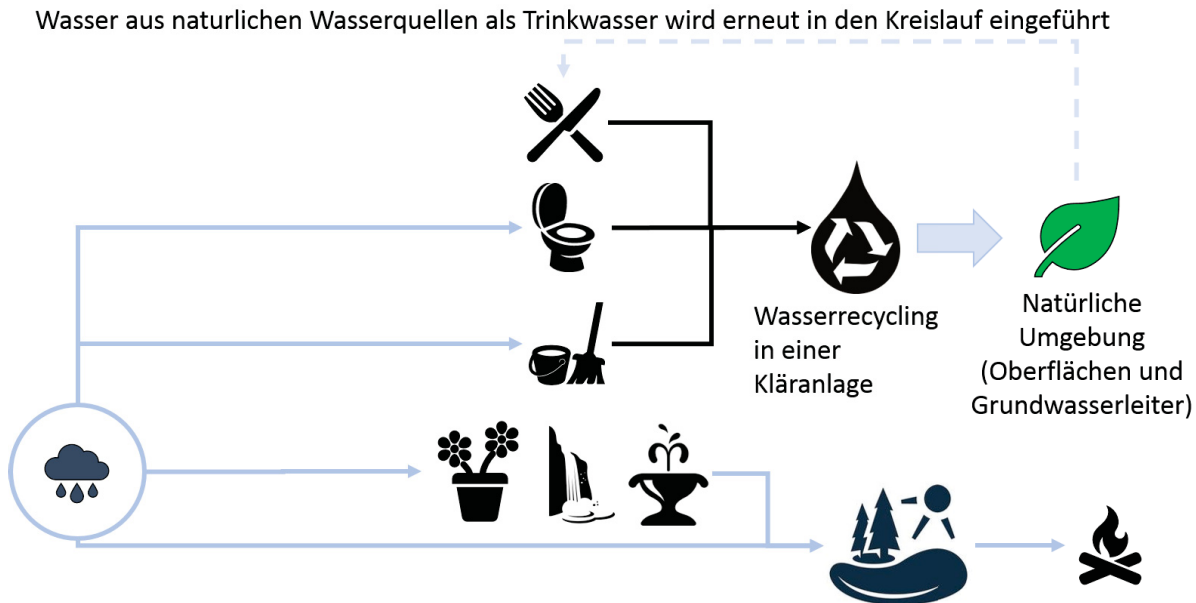 Wasser aus naturlichen Wasserquellen als Trinkwasser wird erneut in den Kreislauf eingeführt
Wasserrecycling
in einer
Kläranlage
Natürliche
Umgebung
(Oberflächen und
Grundwasserleiter)